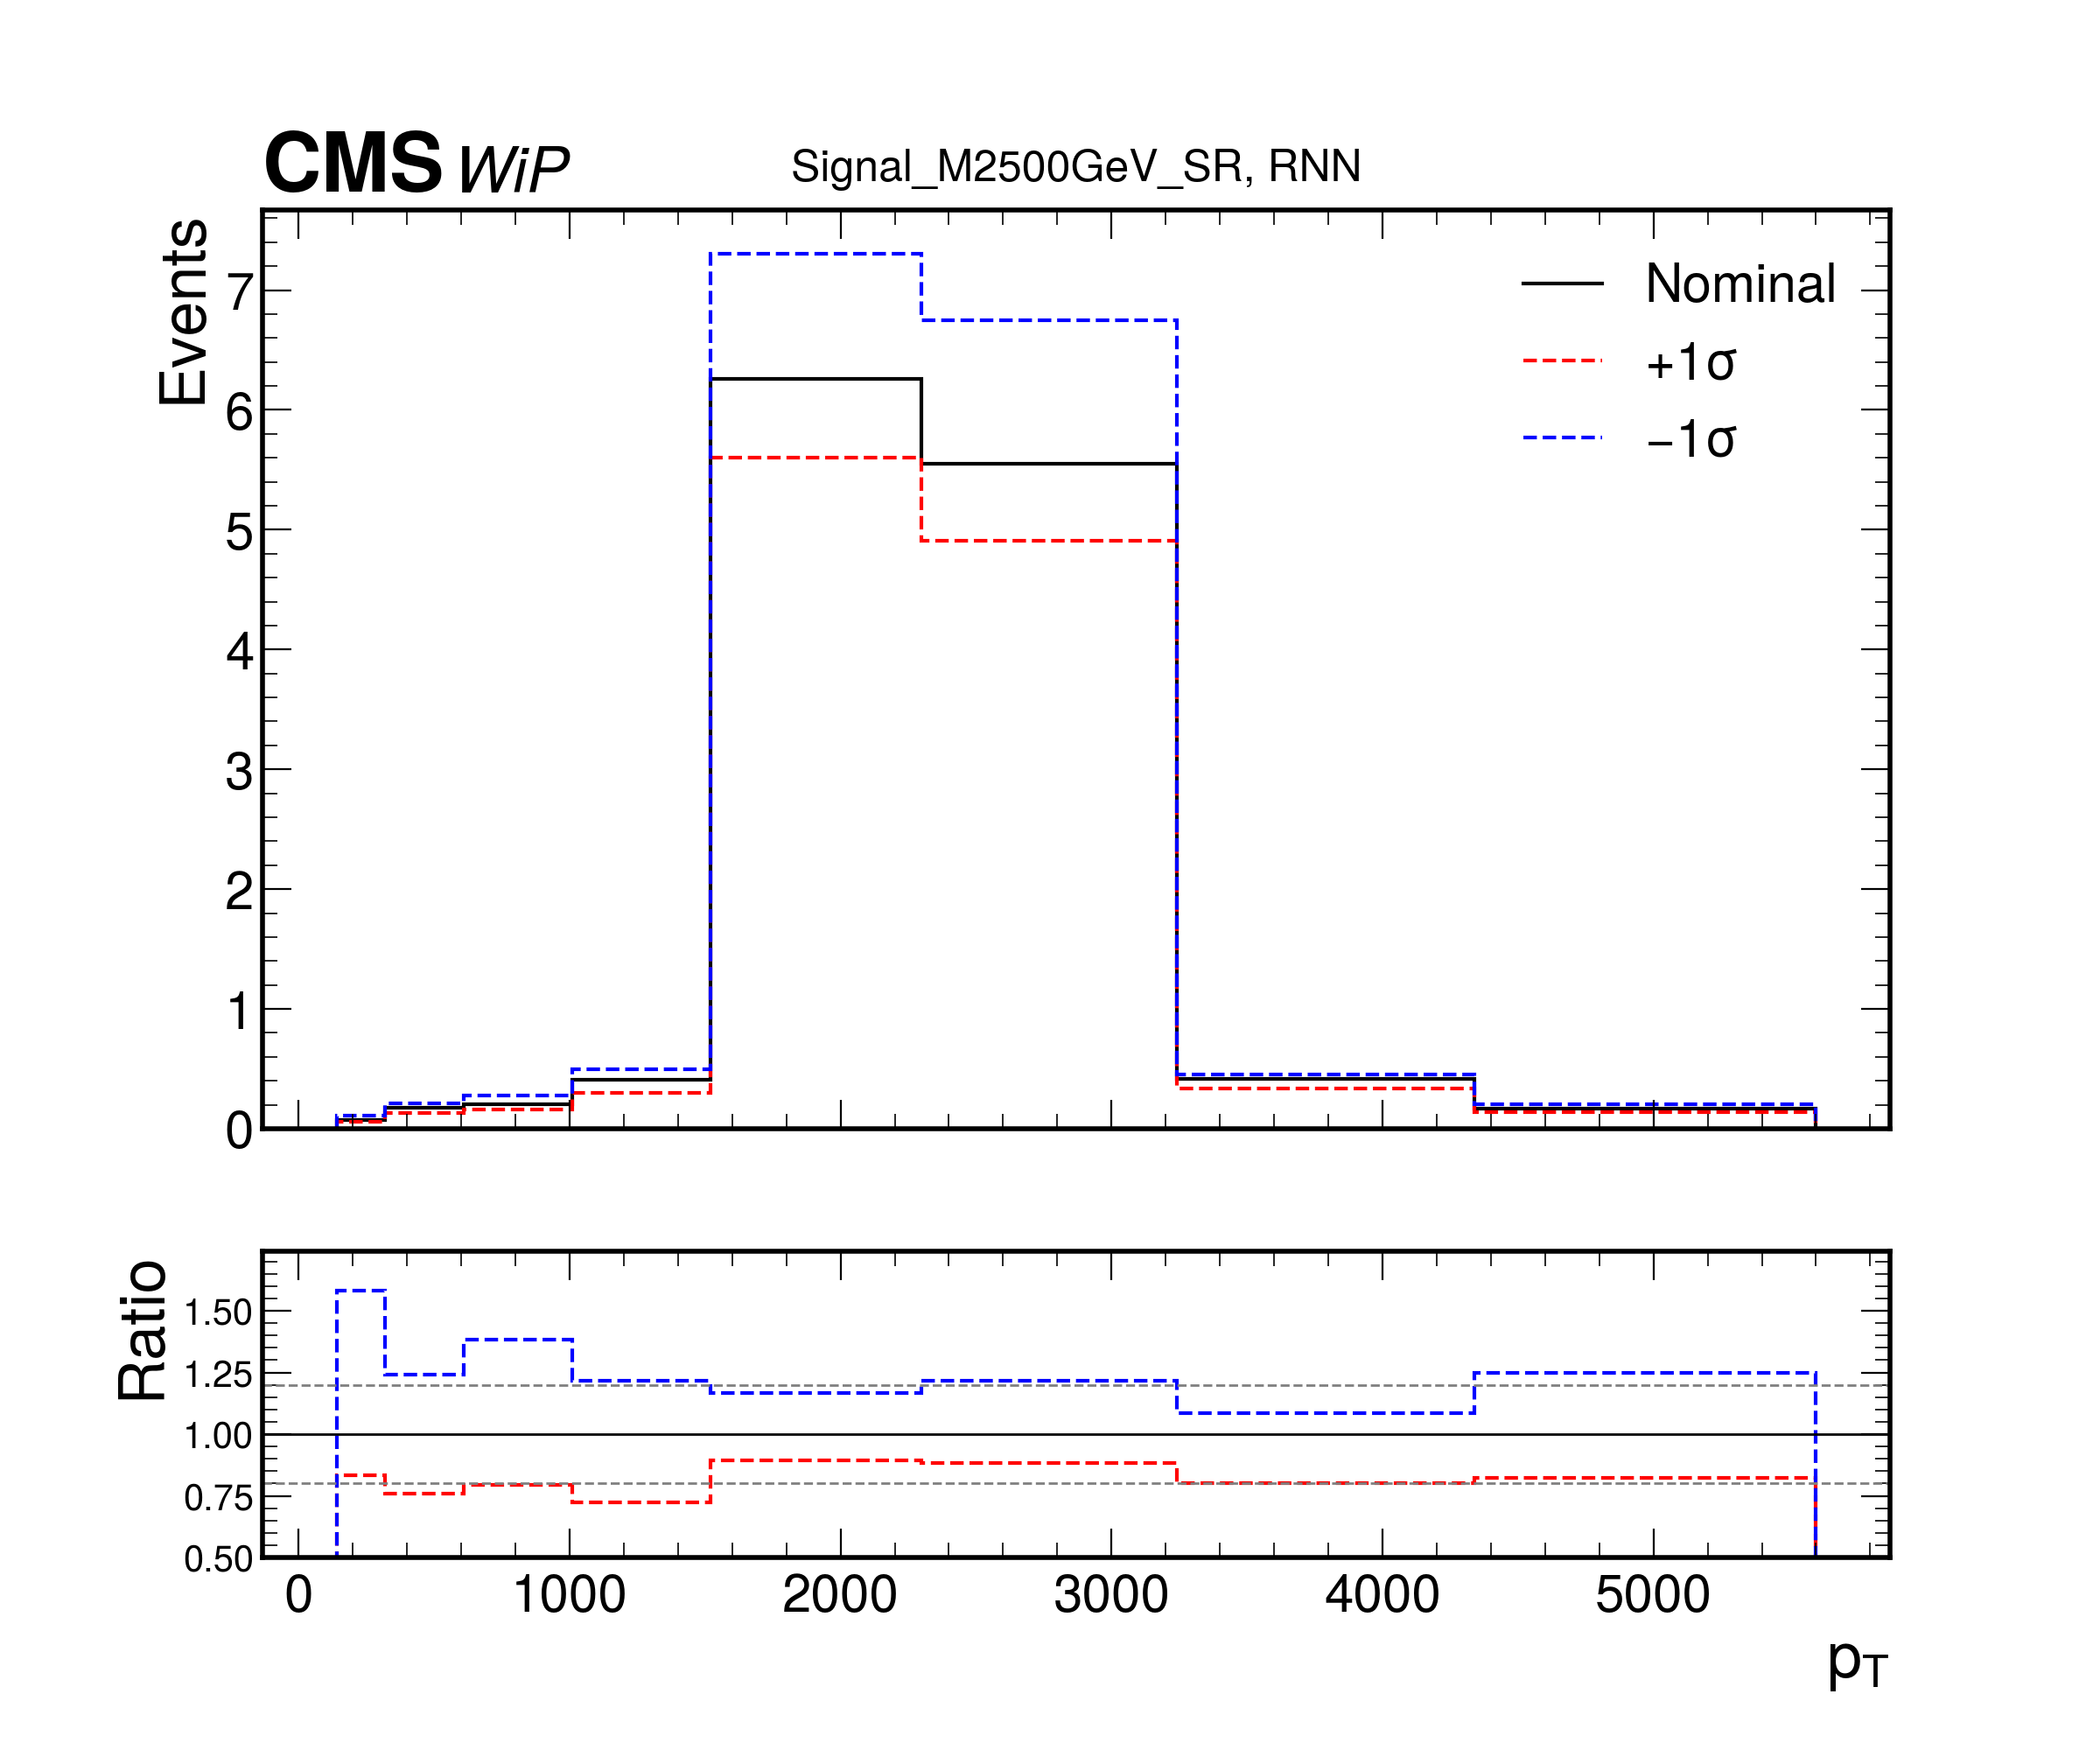 CMS WiP
Signal_M2500GeV_SR, RNN
Events
7
6
5
4
3
2
1
0
Nominal
+1σ
−1σ
Ratio
1.50
1.25
1.00
0.75
0.50
0 1000 2000 3000 4000 5000
pT